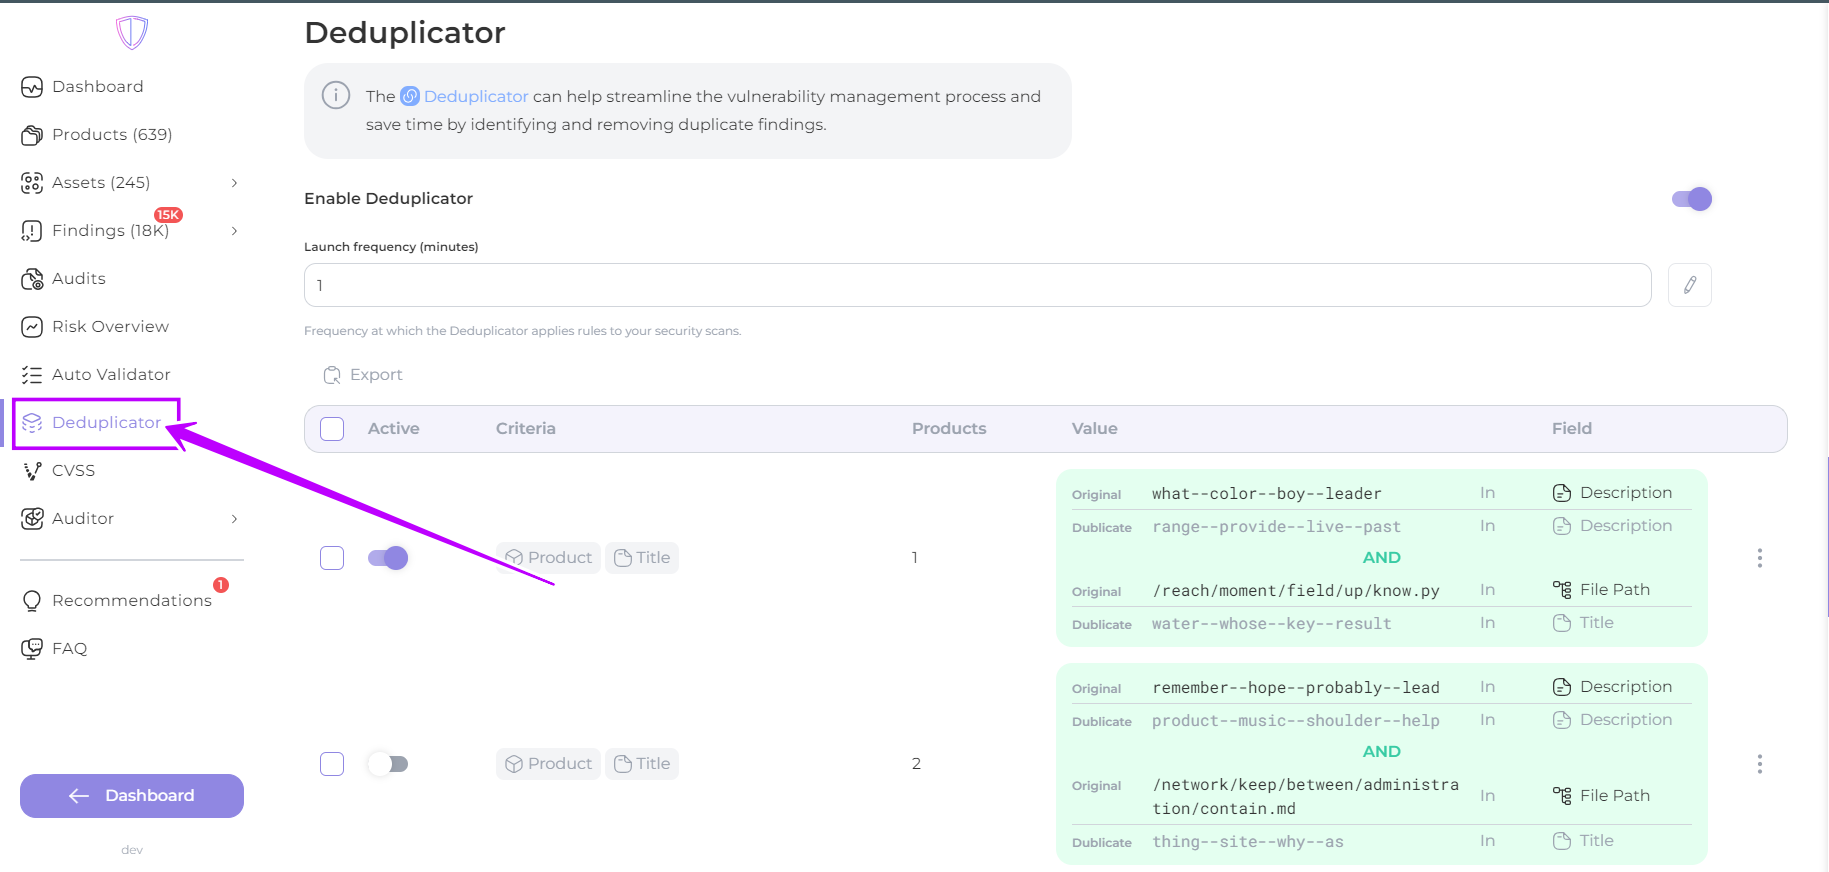 Dashboard
Products (639)
Assets (245)
15K
Findings (18K)
Audits
Risk Overview
Auto Validator
Deduplicator
CVSS
Auditor
1
Recommendations
FAQ
Dashboard
dev
Deduplicator
The Deduplicator can help streamline the vulnerability management process and
save time by identifying and removing duplicate findings.
Enable Deduplicator
Launch frequency (minutes)
1
Frequency at which the Deduplicator applies rules to your security scans.
Export
Active Criteria Products Value Field
Product Title 1
Original what--color--boy--leader In Description
Dublicate range--provide--live--past In Description
AND
Original /reach/moment/field/up/know.py In File Path
Dublicate water--whose--key--result In Title
Product Title 2
Original remember--hope--probably--lead In Description
Dublicate product--music--shoulder--help In Description
AND
Original /network/keep/between/administra
tion/contain.md In File Path
Dublicate thing--site--why--as In Title